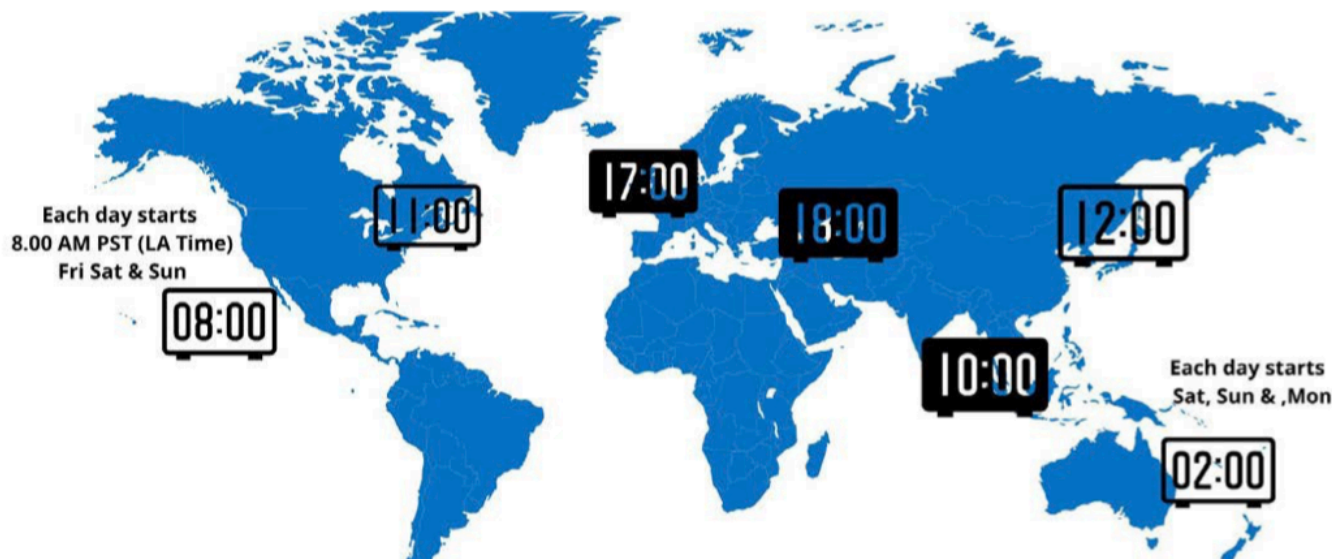 17:00
11:00
18:00
12:00
Each day starts
8.00 AM PST (LA Time)
Fri Sat & Sun
08:00
10:00
Each day starts
Sat, Sun & ,Mon
02:00